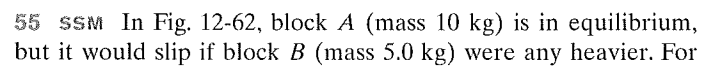 55 SSM In Fig. 12-62, block A (mass 10 kg) is in equilibrium,
but it would slip if block B (mass 5.0 kg) were any heavier. For